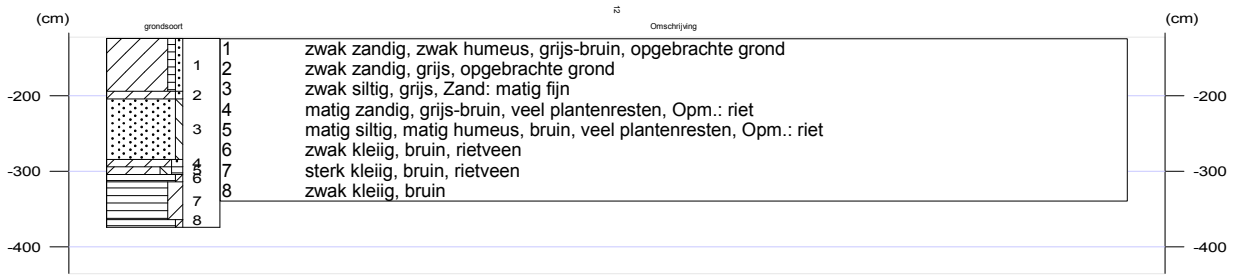 (cm) (cm)
grondsoort Omschrijving
1 1 zwak zandig, zwak humeus, grijs-bruin, opgebrachte grond
2 2 zwak zandig, grijs, opgebrachte grond
3 3 zwak siltig, grijs, Zand: matig fijn
4 4 matig zandig, grijs-bruin, veel plantenresten, Opm.: riet
5 5 matig siltig, matig humeus, bruin, veel plantenresten, Opm.: riet
6 6 zwak kleiig, bruin, rietveen
7 7 sterk kleiig, bruin, rietveen
8 8 zwak kleiig, bruin
-200 -200
-300 -300
-400 -400